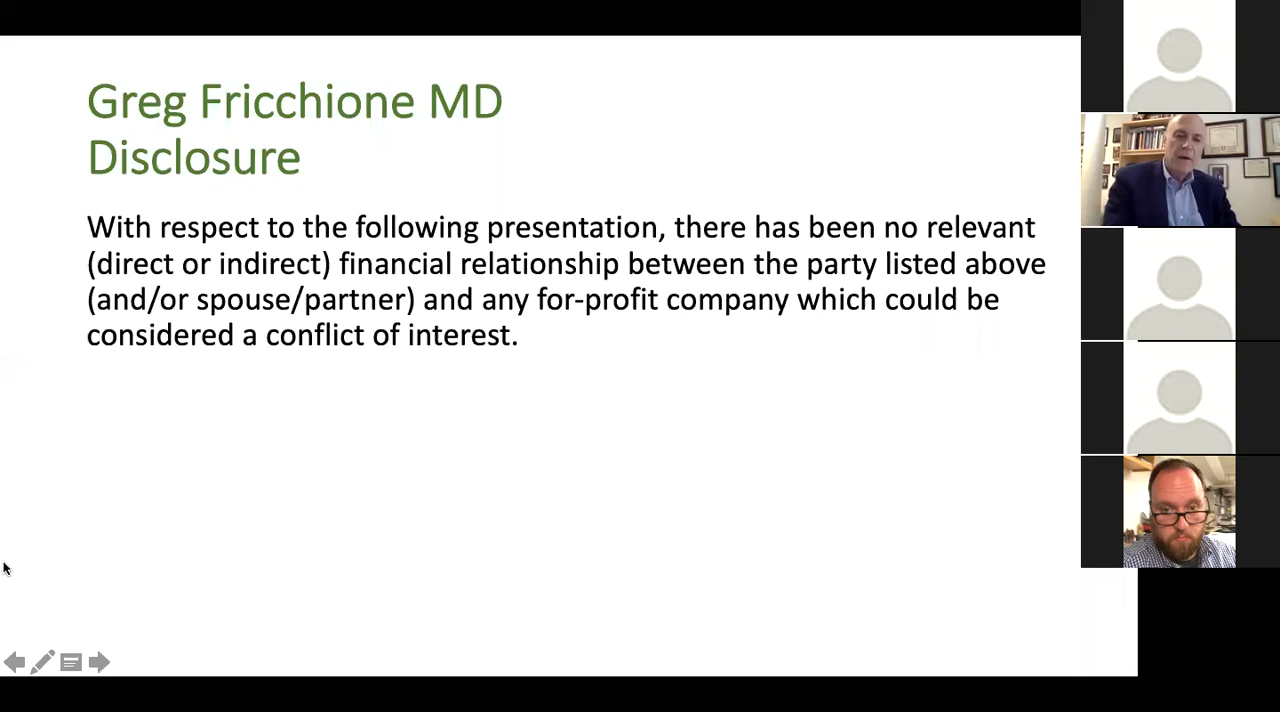 Greg Fricchione MD
Disclosure
With respect to the following presentation, there has been no relevant
(direct or indirect) financial relationship between the party listed above
(and/or spouse/partner) and any for-profit company which could be
considered a conflict of interest.